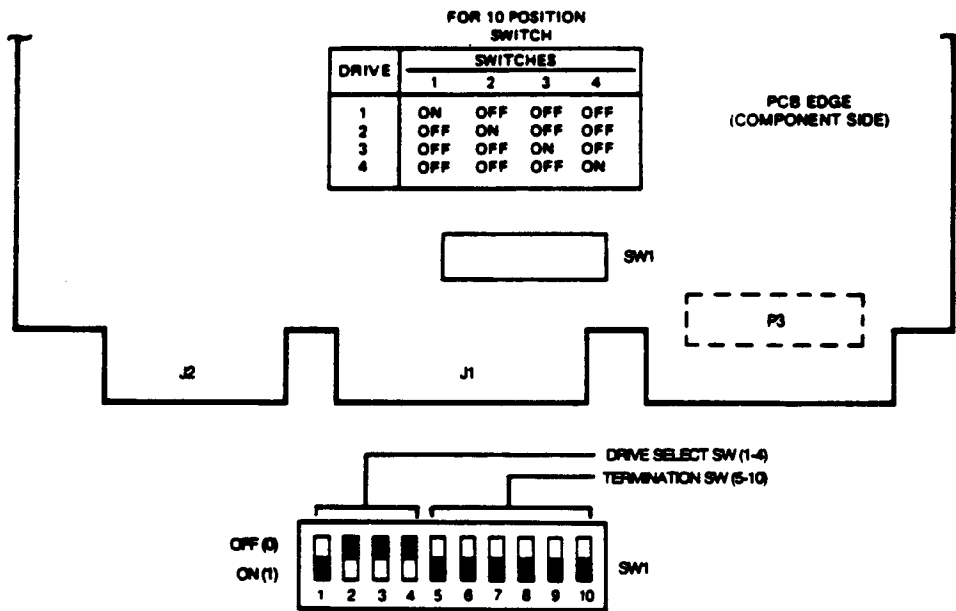 FOR 10 POSITION
SWITCH
DRIVE SWITCHES
1 2 3 4
1 ON OFF OFF OFF
2 OFF ON OFF OFF
3 OFF OFF ON OFF
4 OFF OFF OFF ON
PCB EDGE
(COMPONENT SIDE)
SW1
P3
J2
J1
DRIVE SELECT SW (1-4)
TERMINATION SW (5-10)
OFF (0)
ON (1)
SW1
1 2 3 4 5 6 7 8 9 10